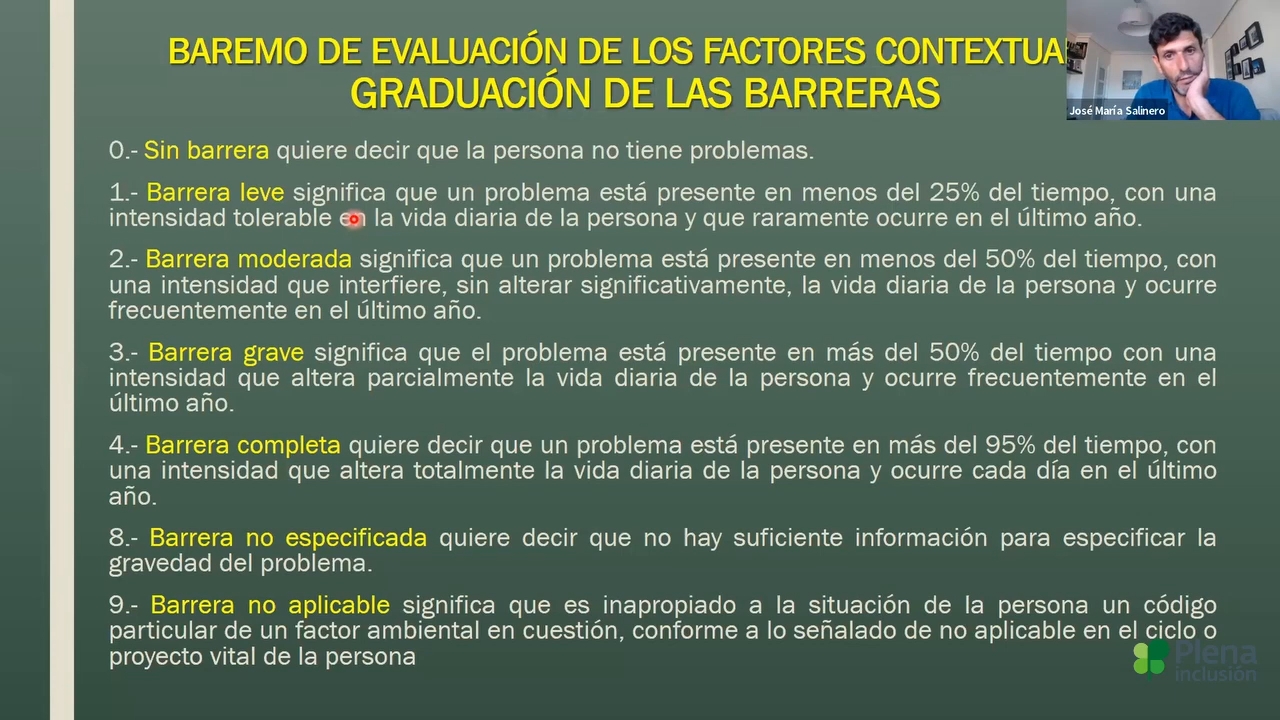 BAREMO DE EVALUACIÓN DE LOS FACTORES CONTEXTUA
GRADUACIÓN DE LAS BARRERAS
José María Salinero
0.- Sin barrera quiere decir que la persona no tiene problemas.
1.- Barrera leve significa que un problema está presente en menos del 25% del tiempo, con una
intensidad tolerable en la vida diaria de la persona y que raramente ocurre en el último año.
2.- Barrera moderada significa que un problema está presente en menos del 50% del tiempo, con
una intensidad que interfiere, sin alterar significativamente, la vida diaria de la persona y ocurre
frecuentemente en el último año.
3.- Barrera grave significa que el problema está presente en más del 50% del tiempo con una
intensidad que altera parcialmente la vida diaria de la persona y ocurre frecuentemente en el
último año.
4.- Barrera completa quiere decir que un problema está presente en más del 95% del tiempo, con
una intensidad que altera totalmente la vida diaria de la persona y ocurre cada día en el último
año.
8.- Barrera no especificada quiere decir que no hay suficiente información para especificar la
gravedad del problema.
9.- Barrera no aplicable significa que es inapropiado a la situación de la persona un código
particular de un factor ambiental en cuestión, conforme a lo señalado de no aplicable en el ciclo o
proyecto vital de la persona
Plena
inclusión